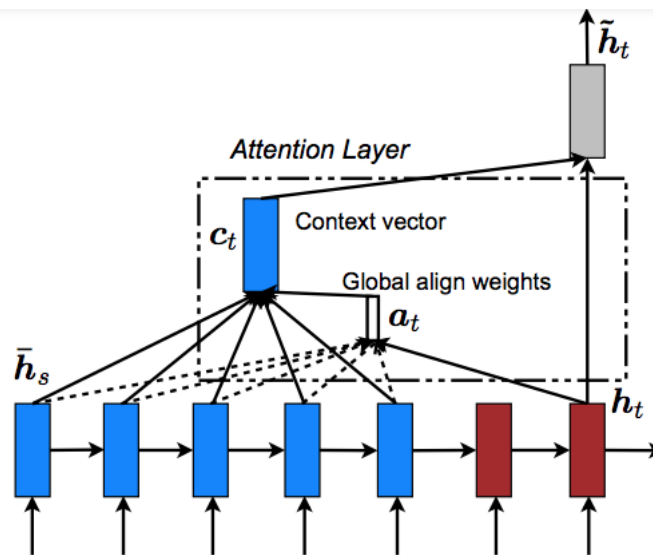 h̃ₜ
Attention Layer
cₜ
Context vector
Global align weights
aₜ
h̄ₛ
hₜ